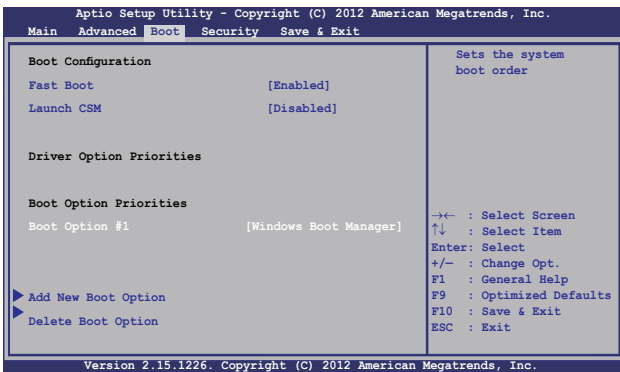 Aptio Setup Utility - Copyright (C) 2012 American Megatrends, Inc.
Main Advanced Boot Security Save & Exit
Boot Configuration
Fast Boot [Enabled]
Launch CSM [Disabled]
Driver Option Priorities
Boot Option Priorities
Boot Option #1 [Windows Boot Manager]
Add New Boot Option
Delete Boot Option
Sets the system
boot order
→← : Select Screen
↑↓ : Select Item
Enter: Select
+/— : Change Opt.
F1 : General Help
F9 : Optimized Defaults
F10 : Save & Exit
ESC : Exit
Version 2.15.1226. Copyright (C) 2012 American Megatrends, Inc.